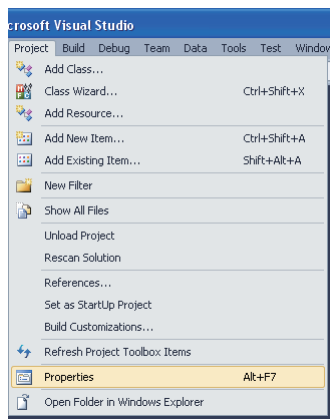 crosoft Visual Studio
Project Build Debug Team Data Tools Test Window
Add Class...
Class Wizard... Ctrl+Shift+X
Add Resource...
Add New Item... Ctrl+Shift+A
Add Existing Item... Shift+Alt+A
New Filter
Show All Files
Unload Project
Rescan Solution
References...
Set as StartUp Project
Build Customizations...
Refresh Project Toolbox Items
Properties Alt+F7
Open Folder in Windows Explorer